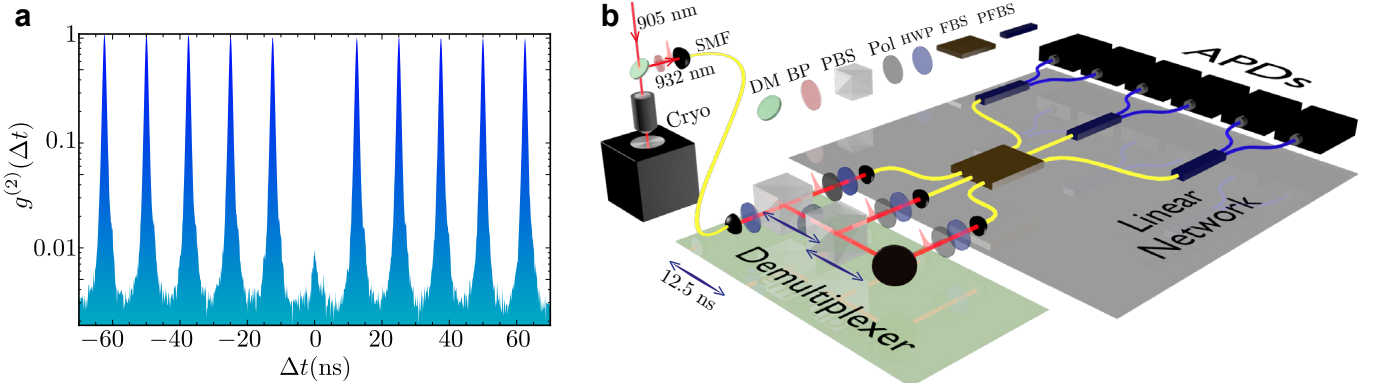 a
g⁽²⁾(Δt)
1
0.1
0.01
−60
−40
−20
0
20
40
60
Δt(ns)
b
905 nm
SMF
932 nm
Cryo
DM
BP
PBS
Pol
HWP
FBS
PFBS
APDs
Linear
Network
Demultiplexer
12.5 ns